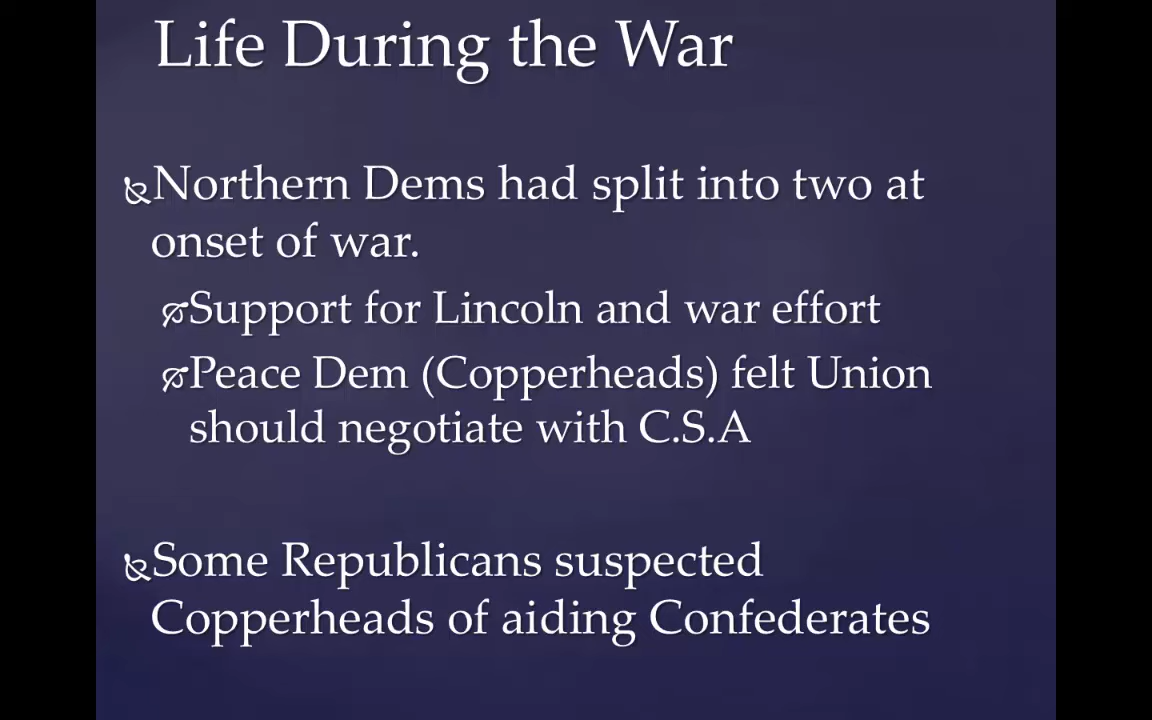 Life During the War
Northern Dems had split into two at
onset of war.
Support for Lincoln and war effort
Peace Dem (Copperheads) felt Union
should negotiate with C.S.A
Some Republicans suspected
Copperheads of aiding Confederates